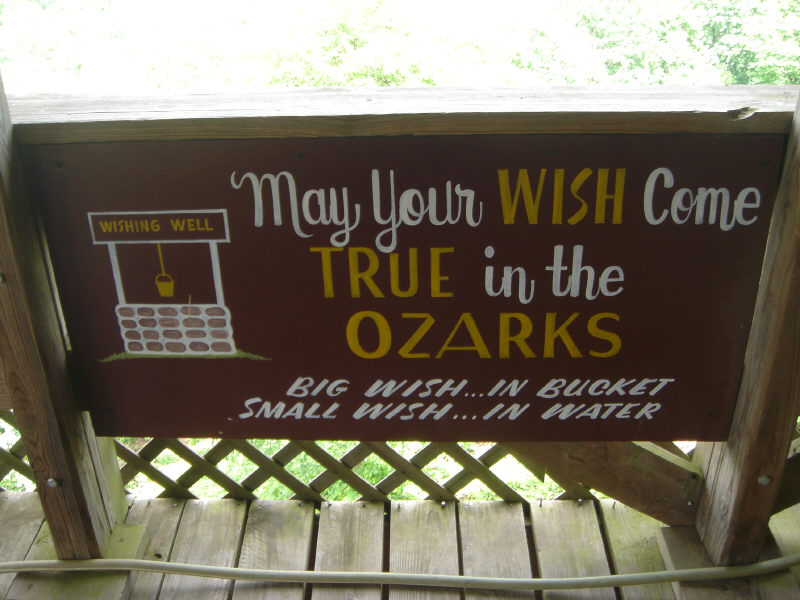 WISHING WELL
'May Your WISH Come
TRUE in the
OZARKS
BIG WISH...IN BUCKET
SMALL WISH...IN WATER